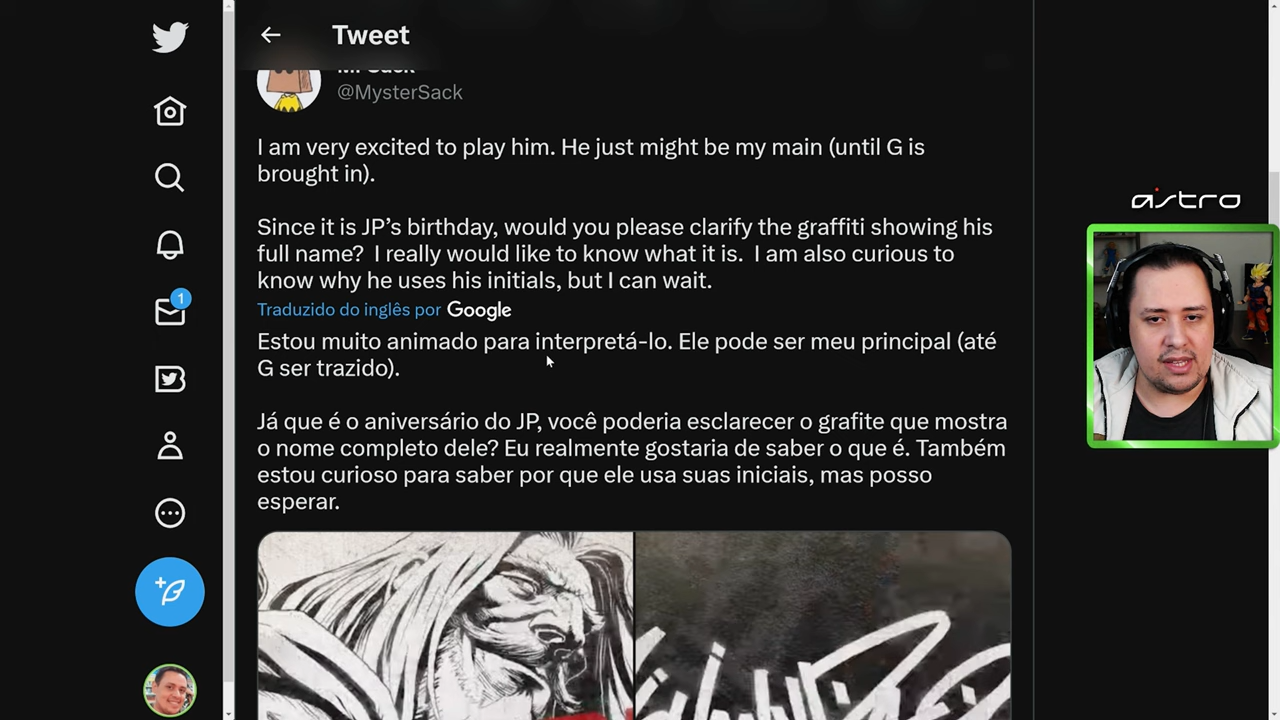 Tweet
@MysterSack
I am very excited to play him. He just might be my main (until G is
brought in).
Since it is JP’s birthday, would you please clarify the graffiti showing his
full name? I really would like to know what it is. I am also curious to
know why he uses his initials, but I can wait.
Traduzido do inglês por Google
Estou muito animado para interpretá-lo. Ele pode ser meu principal (até
G ser trazido).
Já que é o aniversário do JP, você poderia esclarecer o grafite que mostra
o nome completo dele? Eu realmente gostaria de saber o que é. Também
estou curioso para saber por que ele usa suas iniciais, mas posso
esperar.
1
astro